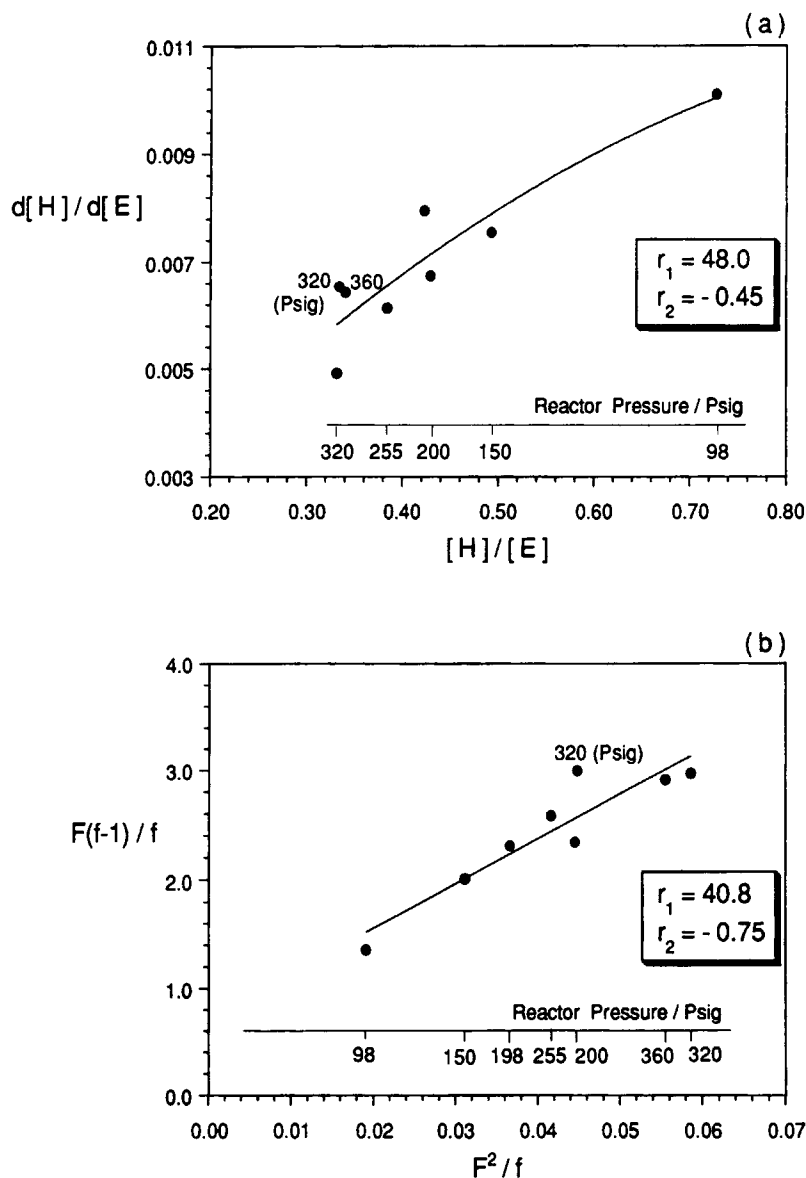 (a)
0.011
0.009
d[H]/d[E]
0.007
320 360
(Psig)
r1 = 48.0
r2 = - 0.45
0.005
Reactor Pressure / Psig
320 255 200 150 98
0.003
0.20 0.30 0.40 0.50 0.60 0.70 0.80
[H]/[E]
(b)
4.0
320 (Psig)
3.0
F(f-1) / f
2.0
r1 = 40.8
r2 = - 0.75
1.0
Reactor Pressure / Psig
98 150 198 255 200 360 320
0.0
0.00 0.01 0.02 0.03 0.04 0.05 0.06 0.07
F2 / f